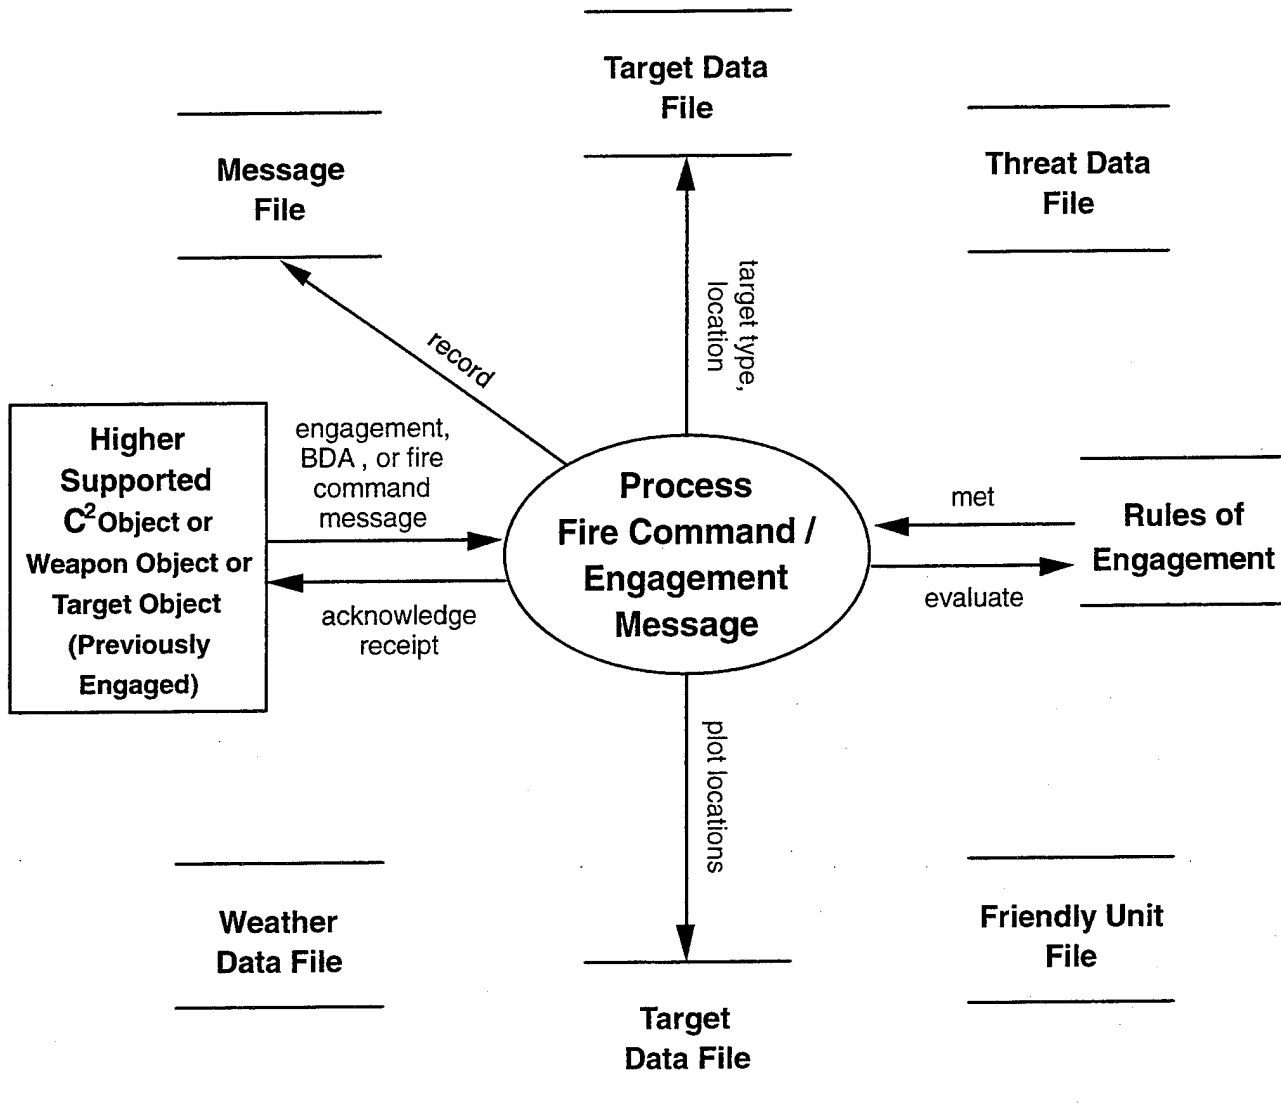 Target Data
File
Message
File
Threat Data
File
target type,
location
record
Higher
Supported
C² Object or
Weapon Object or
Target Object
(Previously
Engaged)
engagement,
BDA , or fire
command
message
acknowledge
receipt
Process
Fire Command /
Engagement
Message
met
evaluate
Rules of
Engagement
plot locations
Weather
Data File
Target
Data File
Friendly Unit
File